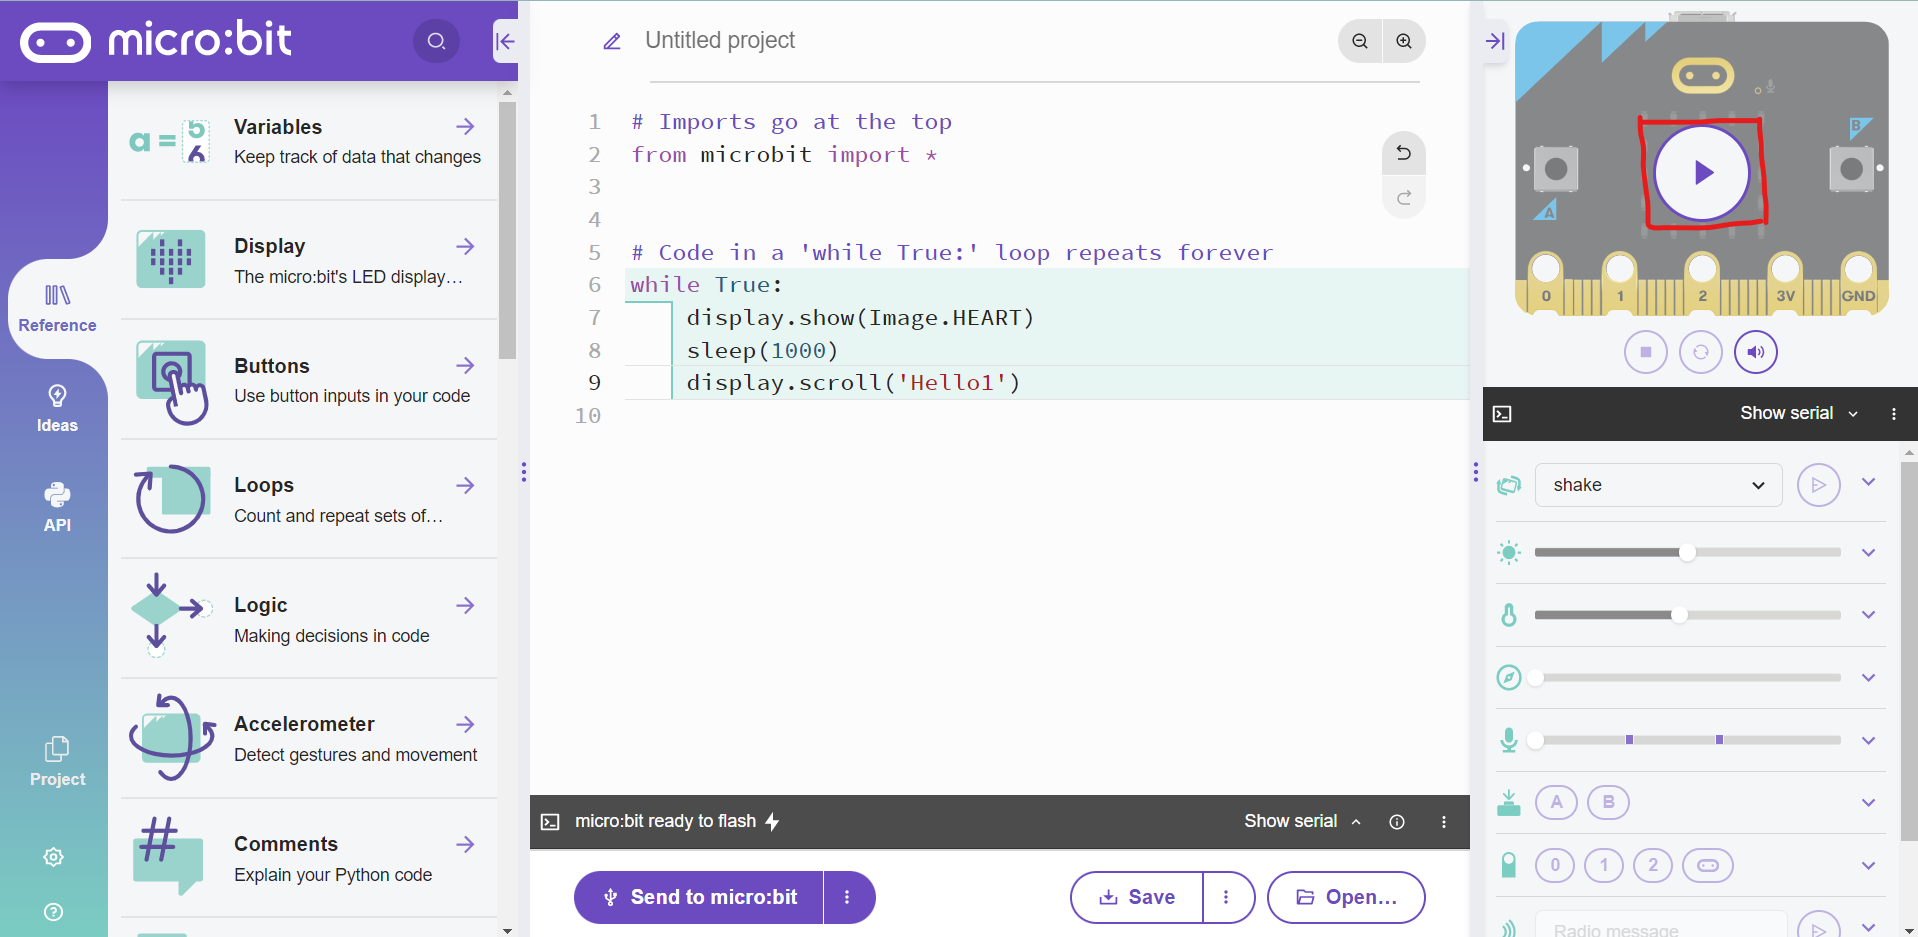 micro:bit
Reference
Ideas
API
Project
a = 5
6
Variables
Keep track of data that changes
Display
The micro:bit's LED display…
Buttons
Use button inputs in your code
Loops
Count and repeat sets of…
Logic
Making decisions in code
Accelerometer
Detect gestures and movement
#
Comments
Explain your Python code
Untitled project
1 # Imports go at the top
2 from microbit import *
3
4
5 # Code in a 'while True:' loop repeats forever
6 while True:
7 display.show(Image.HEART)
8 sleep(1000)
9 display.scroll('Hello1')
10
micro:bit ready to flash
Show serial
Send to micro:bit
Save
Open...
B
A
0 1 2 3V GND
Show serial
shake
A B
0 1 2
Radio message